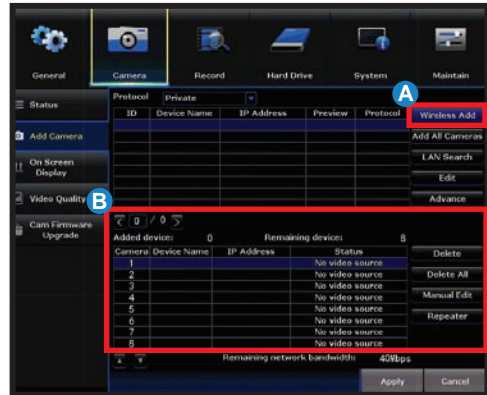 General Camera Record Hard Drive System Maintain
A
Protocol Private
Status
ID Device Name IP Address Preview Protocol Wireless Add
Add Camera
Add All Cameras
LAN Search
On Screen
Display
Edit
Video Quality
Advance
B
Cam Firmware
Upgrade
0 / 0
Added device: 0 Remaining device: 8
Camera Device Name IP Address Status
Delete
1 No video source
2 No video source
Delete All
3 No video source
4 No video source
Manual Edit
5 No video source
6 No video source
Repeater
7 No video source
8 No video source
Remaining network bandwidth: 40Mbps
Apply Cancel